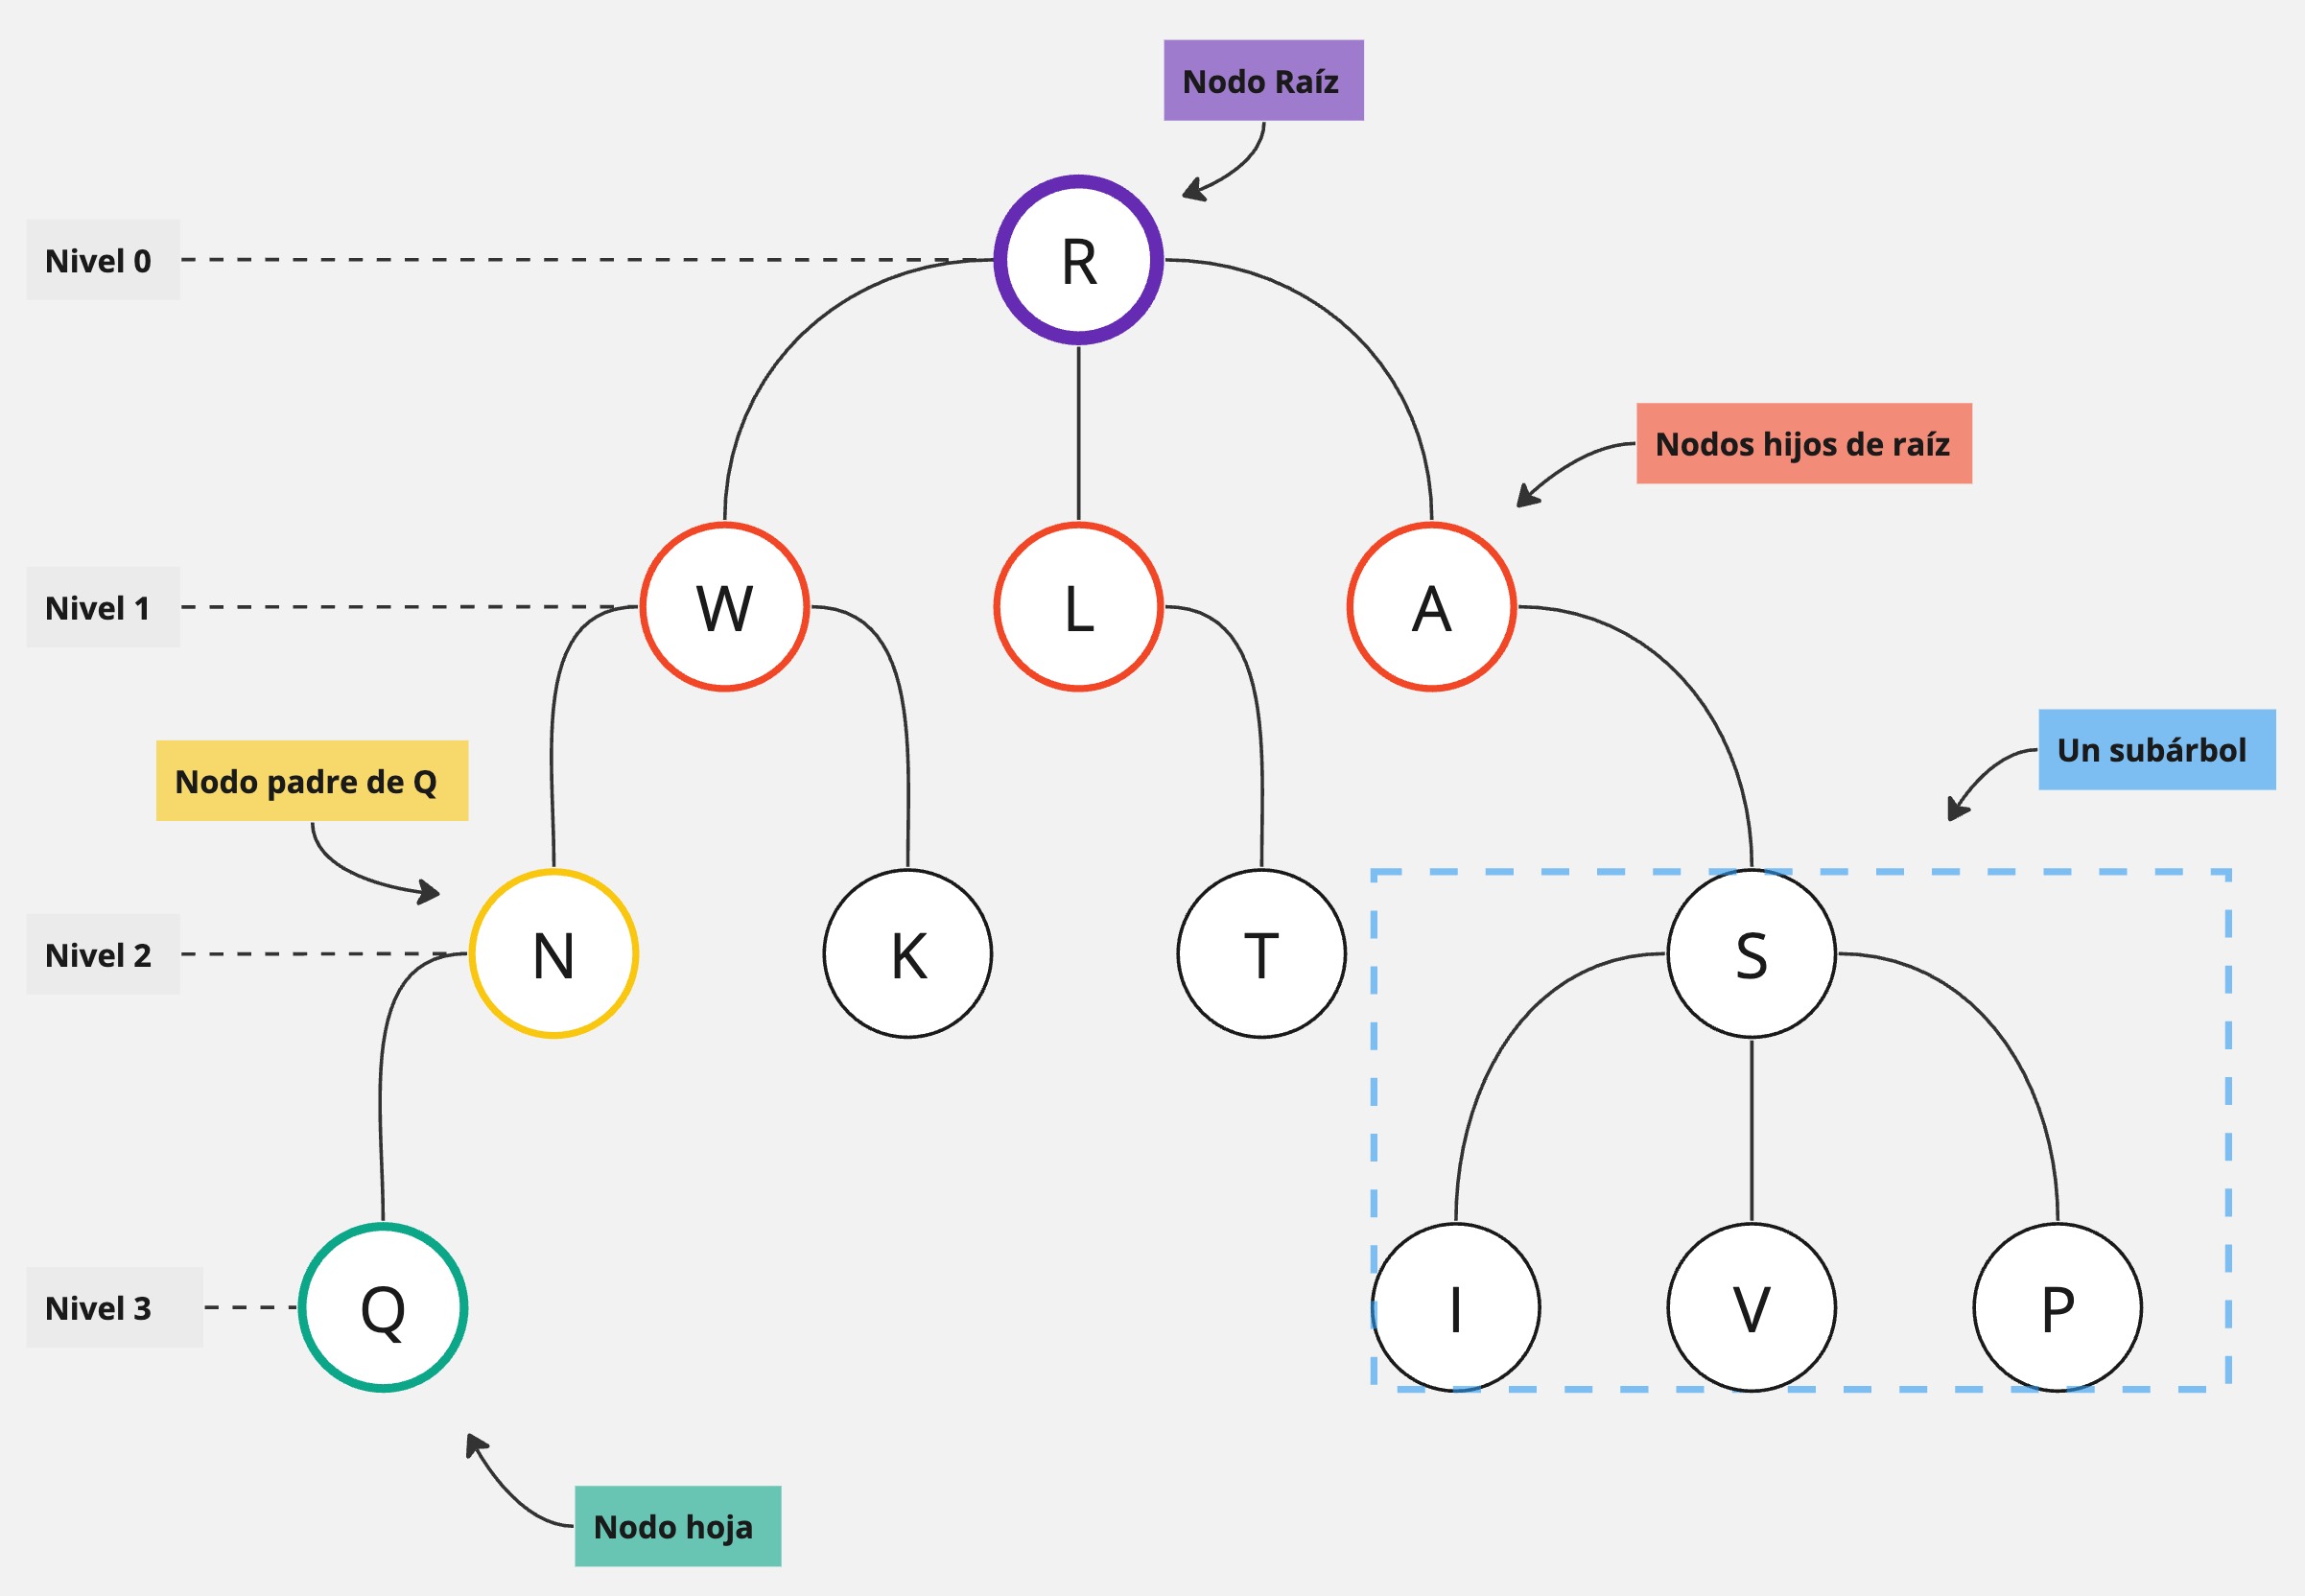 Nodo Raíz
Nivel 0
R
Nodos hijos de raíz
Nivel 1
W
L
A
Un subárbol
Nodo padre de Q
Nivel 2
N
K
T
S
Nivel 3
Q
I
V
P
Nodo hoja